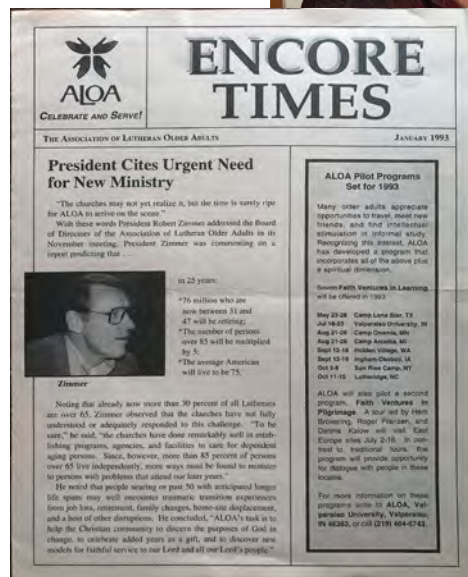 ALOA
CELEBRATE AND SERVE!
ENCORE
TIMES
THE ASSOCIATION OF LUTHERAN OLDER ADULTS
JANUARY 1993
President Cites Urgent Need
for New Ministry
"The churches may not yet realize it, but the time is surely ripe
for ALOA to arrive on the scene."
With these words President Robert Zimmer addressed the Board
of Directors of the Association of Lutheran Older Adults in its
November meeting. President Zimmer was commenting on a
report predicting that . .
in 25 years:
*76 million who are
now between 31 and
47 will be retiring;
*The number of persons
over 85 will be multiplied
by 5;
*The average American
will live to be 75.
Zimmer
Noting that already now more than 30 percent of all Lutherans
are over 65, Zimmer observed that the churches have not fully
understood or adequately responded to this challenge. "To be
sure," he said, "the churches have done remarkably well in estab-
lishing programs, agencies, and facilities to care for dependent
aging persons. Since, however, more than 85 percent of persons
over 65 live independently, more ways must be found to minister
to persons with problems that attend our later years."
He noted that people nearing or past 50 with anticipated longer
life spans may well encounter traumatic transition experiences
from job loss, retirement, family changes, home-site displacement,
and a host of other disruptions. He concluded, "ALOA's task is to
help the Christian community to discern the purposes of God in
change, to celebrate added years as a gift, and to discover new
models for faithful service to our Lord and all our Lord's people."
ALOA Pilot Programs
Set for 1993
Many older adults appreciate
opportunities to travel, meet new
friends, and find intellectual
stimulation in informal study.
Recognizing this interest, ALOA
has developed a program that
incorporates all of the above plus
a spiritual dimension.
Seven Faith Ventures in Learning
will be offered in 1993:
May 23-28 Camp Lone Star, TX
Jul 18-23 Valparaiso University, IN
Aug 21-26 Camp Onamia, MN
Aug 21-26 Camp Arcadia, MI
Sept 12-18 Holden Village, WA
Sept 12-18 Ingham Okoboji, IA
Oct 3-8 Sun Rise Camp, NY
Oct 11-15 Lutheridge, NC
ALOA will also pilot a second
program, Faith Ventures in
Pilgrimage. A tour led by Herb
Brokering, Roger Franzen, and
Dennis Kalow will visit East
Europe sites July 2-16. In con-
trast to traditional tours, this
program will provide opportunity
for dialogue with people in these
locales.
For more information on these
programs write to ALOA, Val-
paraiso University, Valparaiso,
IN 46383, or call (219) 464-6743.